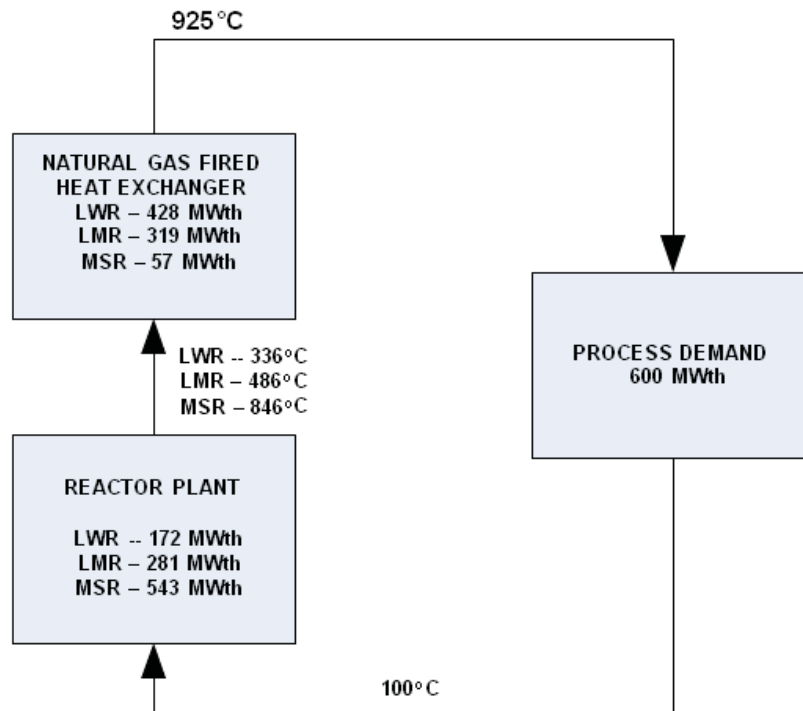 925°C
NATURAL GAS FIRED
HEAT EXCHANGER
LWR – 428 MWth
LMR – 319 MWth
MSR – 57 MWth
LWR -- 336°C
LMR – 486°C
MSR – 846°C
PROCESS DEMAND
600 MWth
REACTOR PLANT
LWR -- 172 MWth
LMR – 281 MWth
MSR – 543 MWth
100°C